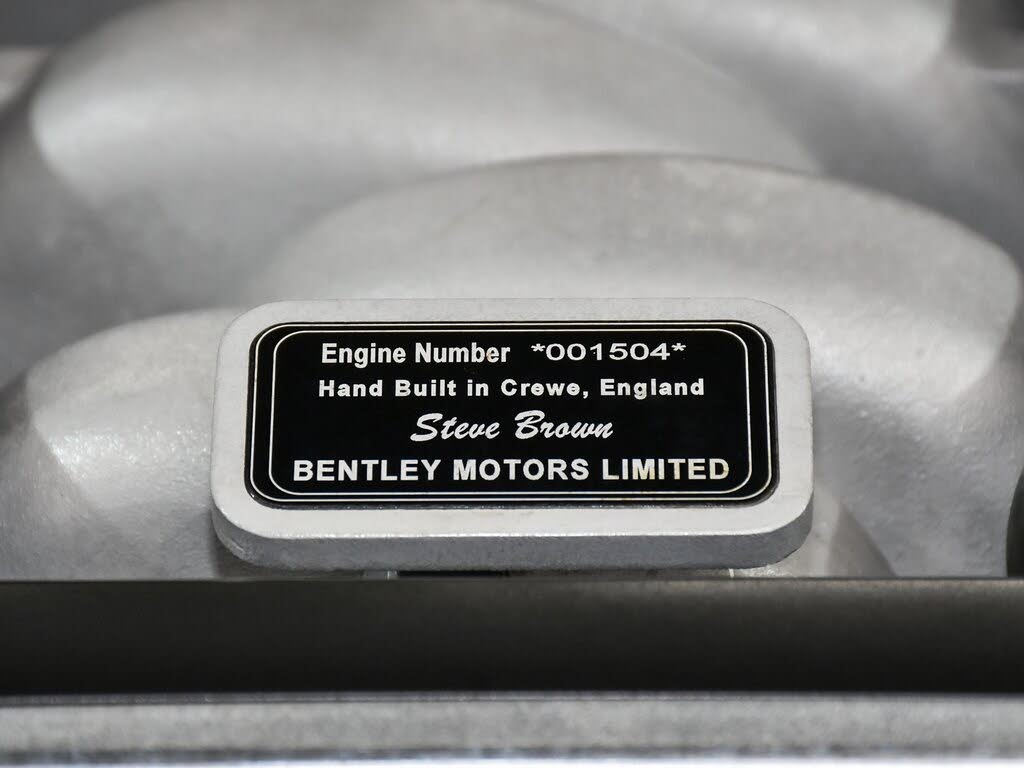 Engine Number *001504*
Hand Built in Crewe, England
Steve Brown
BENTLEY MOTORS LIMITED